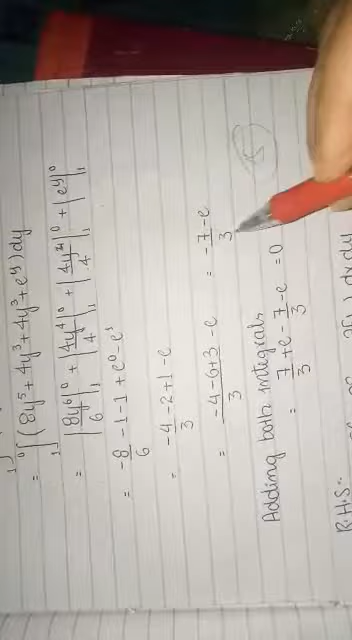 = ∫₁⁰ (8y⁵ + 4y³ + 4y³ + e^y) dy
= |8y⁶/6|₁⁰ + |4y⁴/4|₁⁰ + |4y⁴/4|₁⁰ + |e^y|₁⁰
= -8/6 - 1 - 1 + e⁰ - e¹
= -4/3 - 2 + 1 - e
= (-4 - 6 + 3)/3 - e = -7/3 - e
Adding both integrals,
= 7/3 + e - 7/3 - e = 0
R.H.S:- dx dy